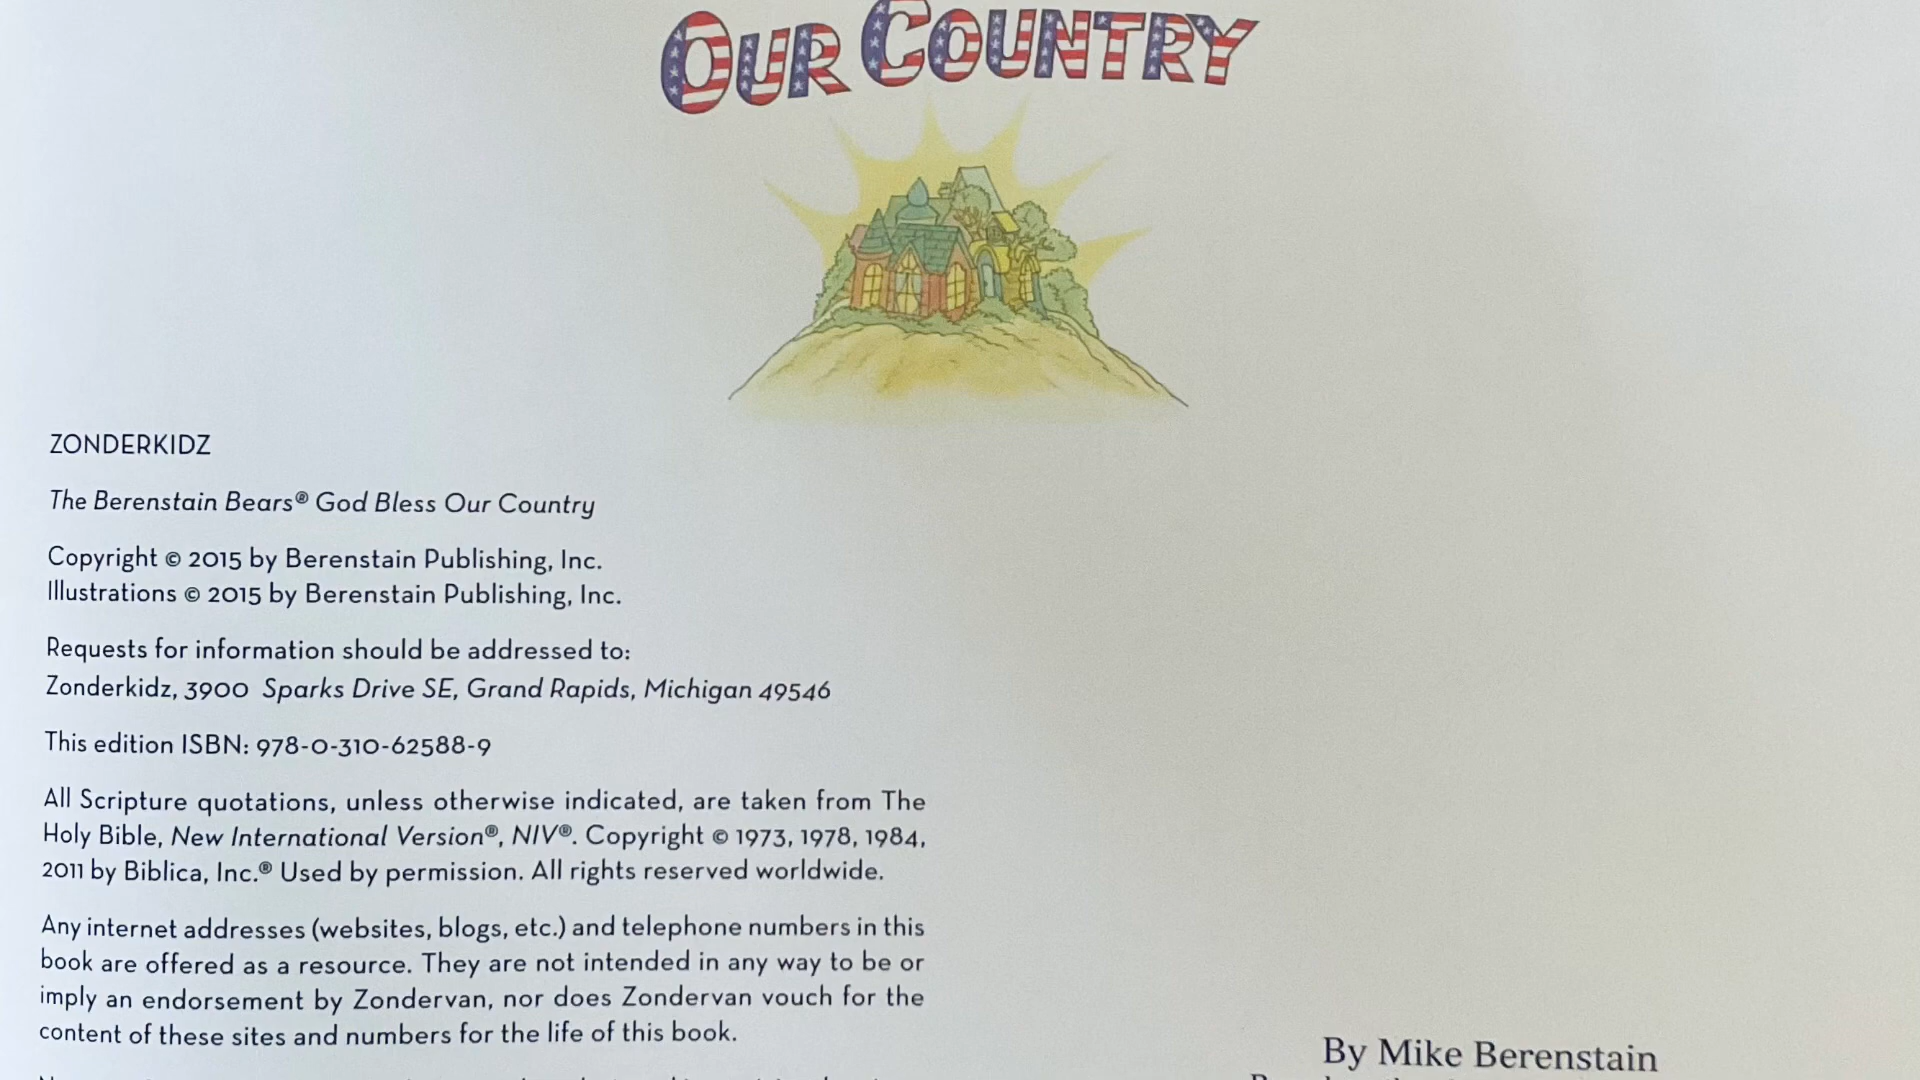 OUR COUNTRY
ZONDERKIDZ
The Berenstain Bears® God Bless Our Country
Copyright © 2015 by Berenstain Publishing, Inc.
Illustrations © 2015 by Berenstain Publishing, Inc.
Requests for information should be addressed to:
Zonderkidz, 3900 Sparks Drive SE, Grand Rapids, Michigan 49546
This edition ISBN: 978-0-310-62588-9
All Scripture quotations, unless otherwise indicated, are taken from The
Holy Bible, New International Version®, NIV®. Copyright © 1973, 1978, 1984,
2011 by Biblica, Inc.® Used by permission. All rights reserved worldwide.
Any internet addresses (websites, blogs, etc.) and telephone numbers in this
book are offered as a resource. They are not intended in any way to be or
imply an endorsement by Zondervan, nor does Zondervan vouch for the
content of these sites and numbers for the life of this book.
By Mike Berenstain